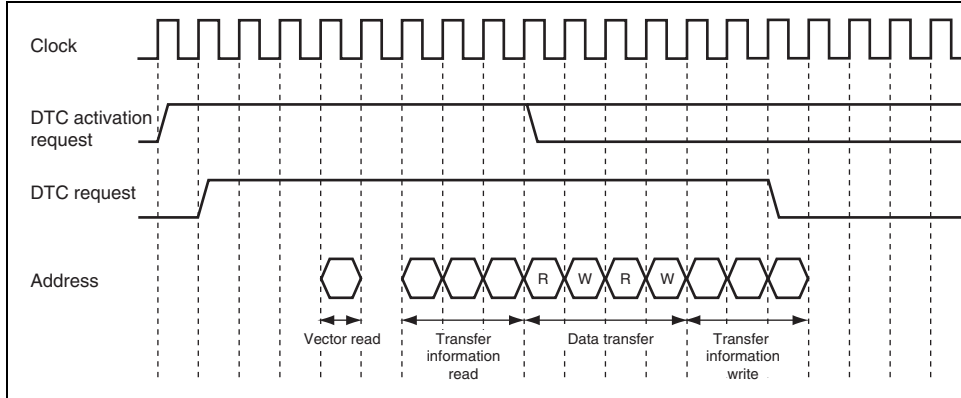 Clock
DTC activation
request
DTC request
Address
R W R W
Vector read
Transfer
information
read
Data transfer
Transfer
information
write